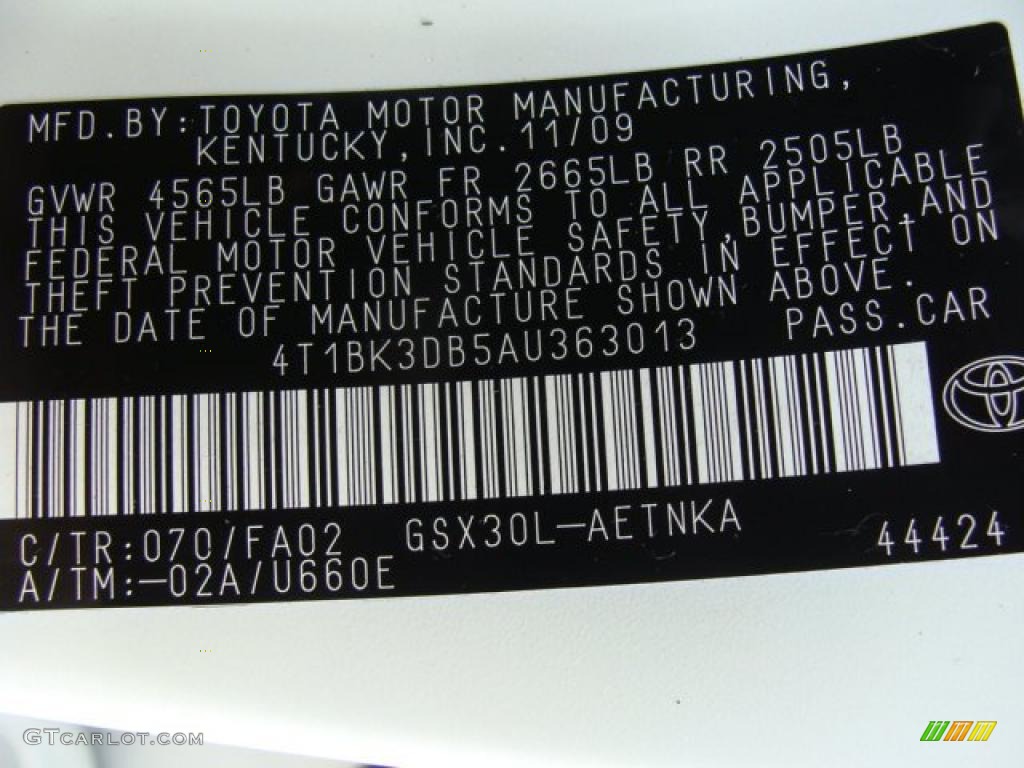 MFD.BY:TOYOTA MOTOR MANUFACTURING,
KENTUCKY,INC.11/09
GVWR 4565LB GAWR FR 2665LB RR 2505LB
THIS VEHICLE CONFORMS TO ALL APPLICABLE
FEDERAL MOTOR VEHICLE SAFETY,BUMPER,AND
THEFT PREVENTION STANDARDS IN EFFECT ON
THE DATE OF MANUFACTURE SHOWN ABOVE.
4T1BK3DB5AU363013 PASS.CAR
C/TR:070/FA02 GSX30L-AETNKA 44424
A/TM:-02A/U660E
GTCARLOT.COM